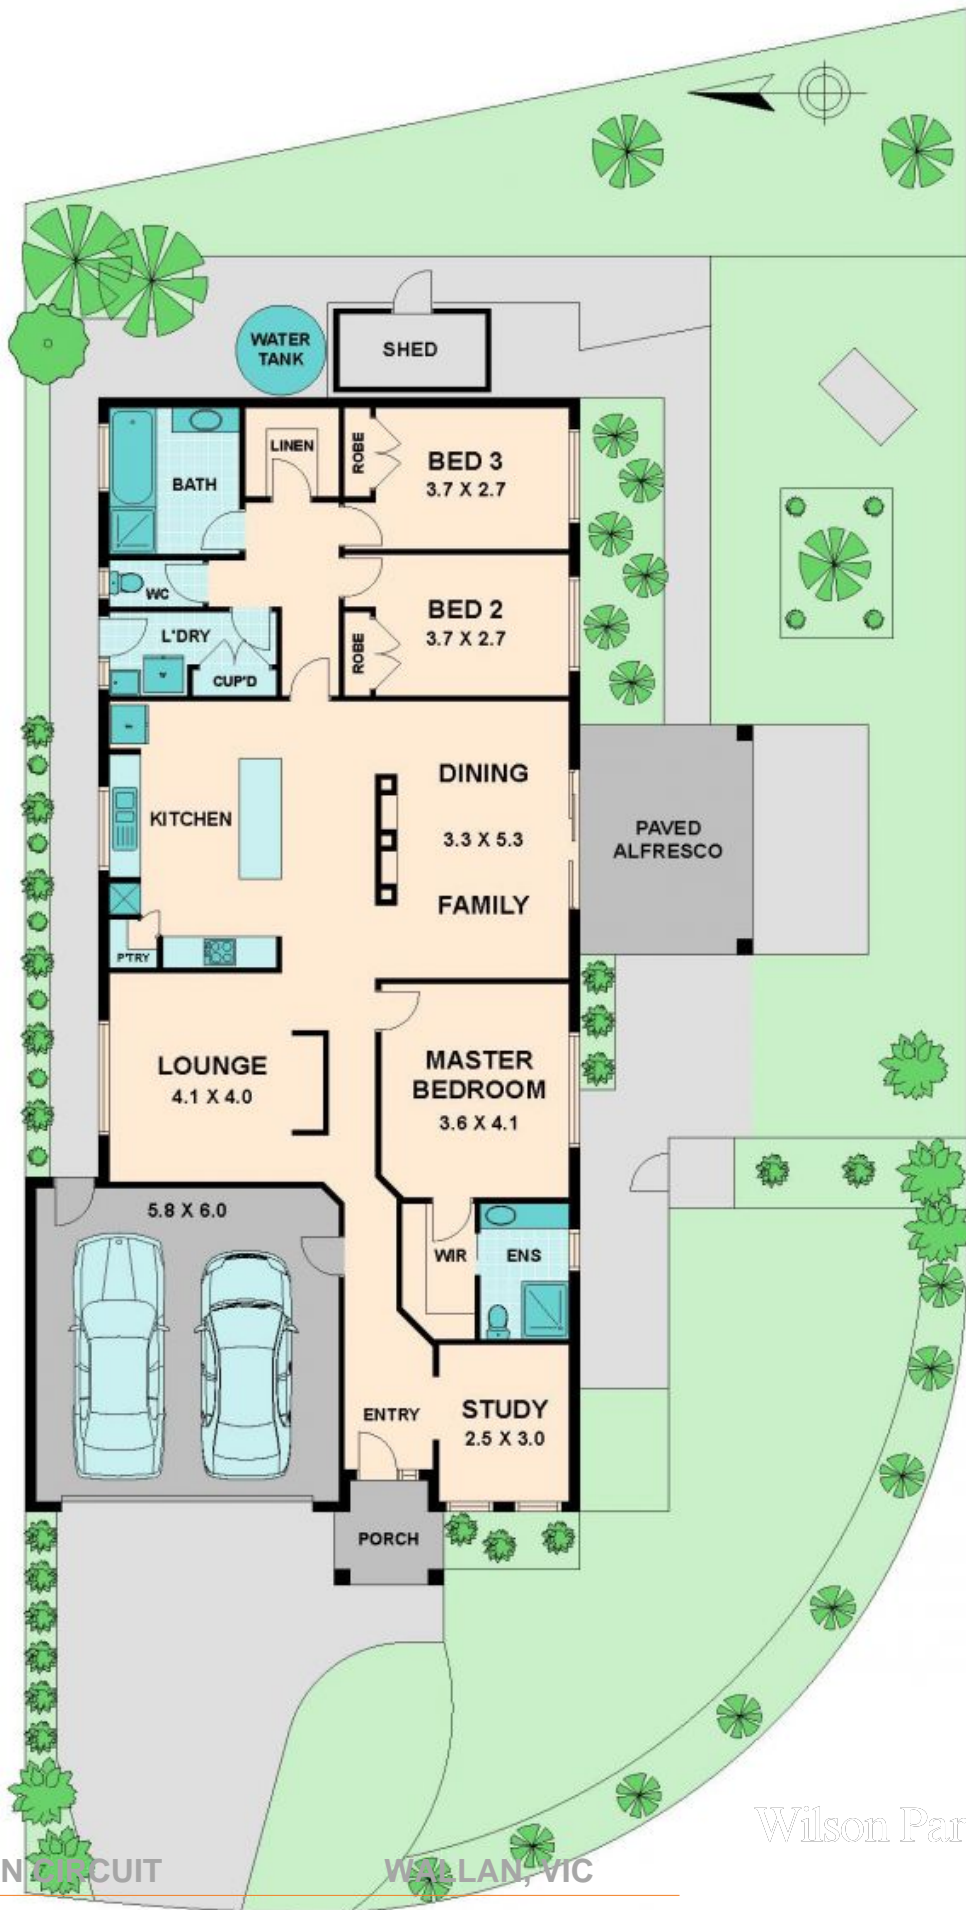 WATER
TANK
SHED
LINEN
ROBE
BED 3
3.7 X 2.7
BATH
WC
BED 2
3.7 X 2.7
L'DRY
ROBE
CUP'D
DINING
KITCHEN
3.3 X 5.3
PAVED
ALFRESCO
FAMILY
P'TRY
LOUNGE
4.1 X 4.0
MASTER
BEDROOM
3.6 X 4.1
5.8 X 6.0
WIR
ENS
ENTRY
STUDY
2.5 X 3.0
PORCH
Wilson Par
N CIRCUIT
WALLAN, VIC